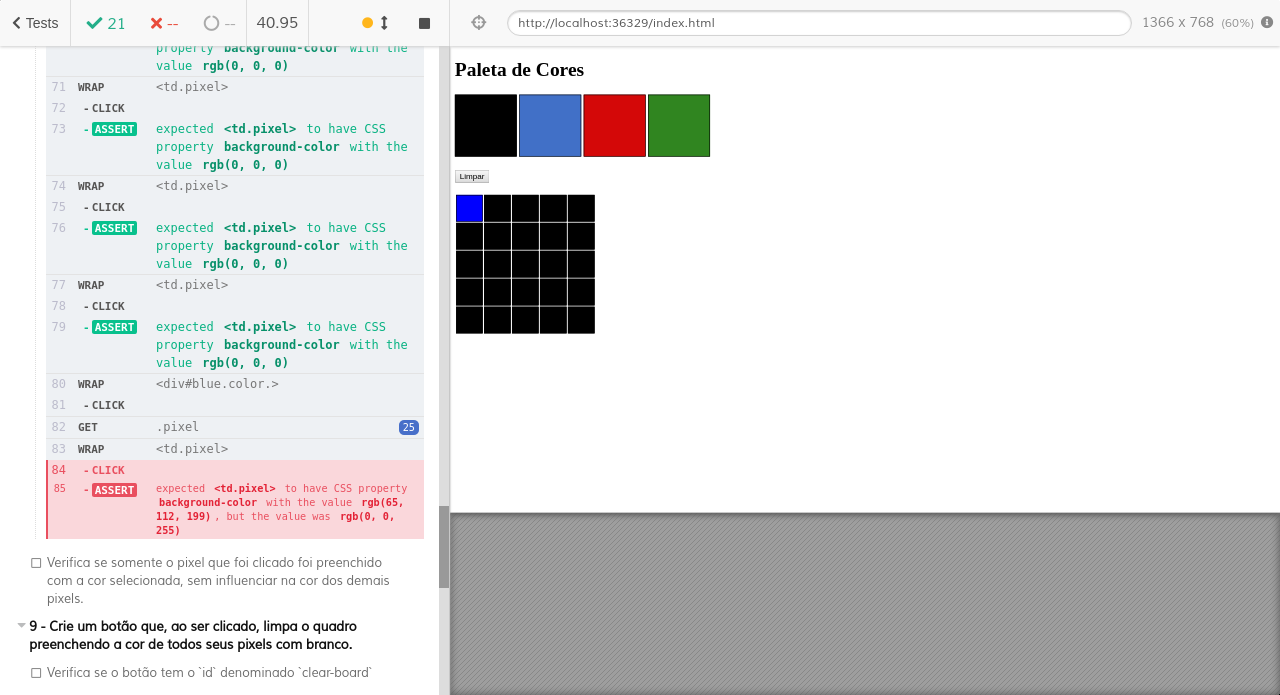 Tests
21
--
--
40.95
http://localhost:36329/index.html
1366 x 768 (60%)
property background-color with the
value rgb(0, 0, 0)
71 WRAP <td.pixel>
72 - CLICK
73 - ASSERT expected <td.pixel> to have CSS
property background-color with the
value rgb(0, 0, 0)
74 WRAP <td.pixel>
75 - CLICK
76 - ASSERT expected <td.pixel> to have CSS
property background-color with the
value rgb(0, 0, 0)
77 WRAP <td.pixel>
78 - CLICK
79 - ASSERT expected <td.pixel> to have CSS
property background-color with the
value rgb(0, 0, 0)
80 WRAP <div#blue.color.>
81 - CLICK
82 GET .pixel 25
83 WRAP <td.pixel>
84 - CLICK
85 - ASSERT expected <td.pixel> to have CSS property
background-color with the value rgb(65,
112, 199), but the value was rgb(0, 0,
255)
Verifica se somente o pixel que foi clicado foi preenchido
com a cor selecionada, sem influenciar na cor dos demais
pixels.
9 - Crie um botão que, ao ser clicado, limpa o quadro
preenchendo a cor de todos seus pixels com branco.
Verifica se o botão tem o `id` denominado `clear-board`
Paleta de Cores
Limpar